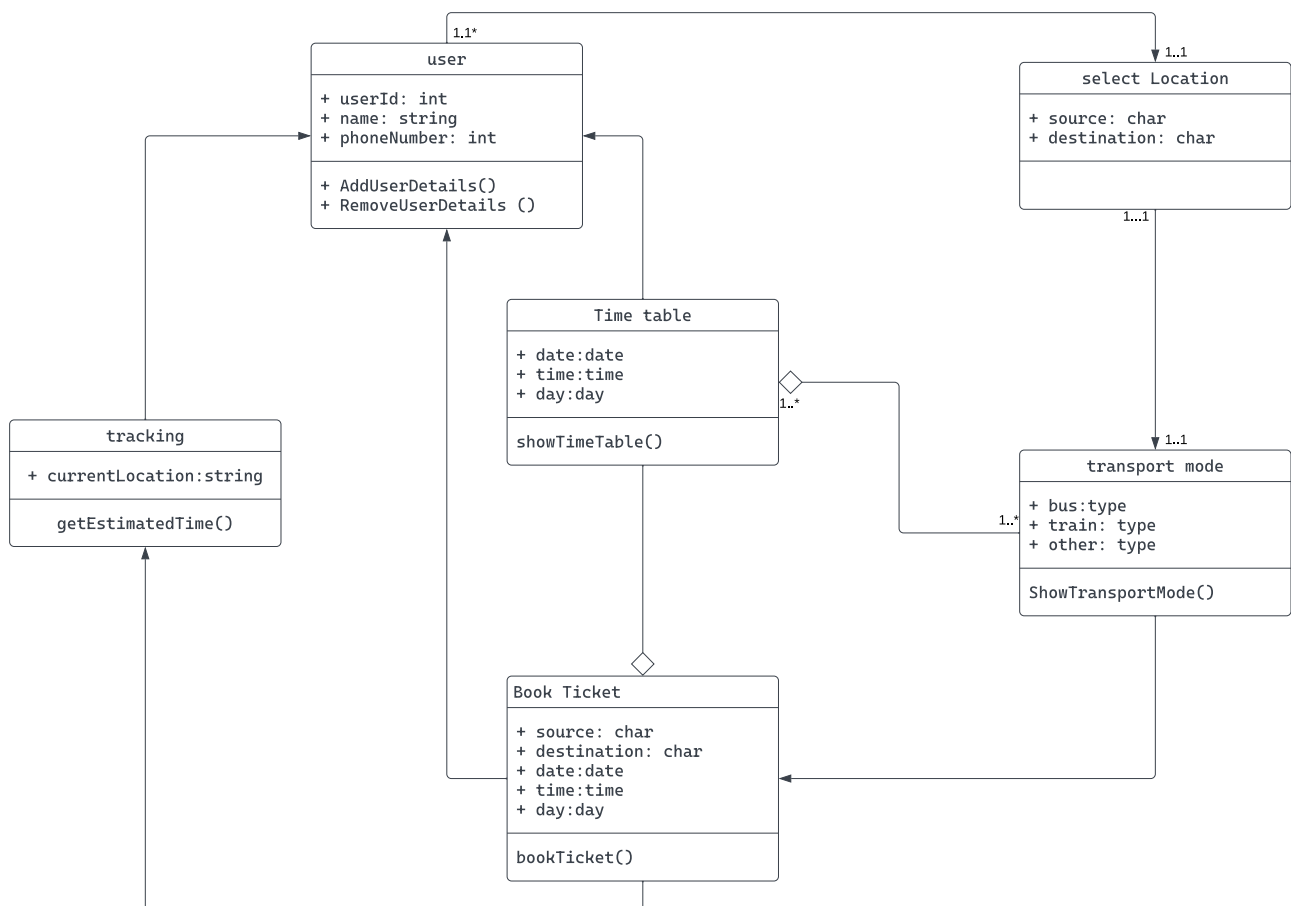 1.1*
user
+ userId: int
+ name: string
+ phoneNumber: int
+ AddUserDetails()
+ RemoveUserDetails ()
1..1
select Location
+ source: char
+ destination: char
1...1
Time table
+ date:date
+ time:time
+ day:day
showTimeTable()
1..*
tracking
+ currentLocation:string
getEstimatedTime()
1..1
transport mode
+ bus:type
+ train: type
+ other: type
ShowTransportMode()
1..*
Book Ticket
+ source: char
+ destination: char
+ date:date
+ time:time
+ day:day
bookTicket()